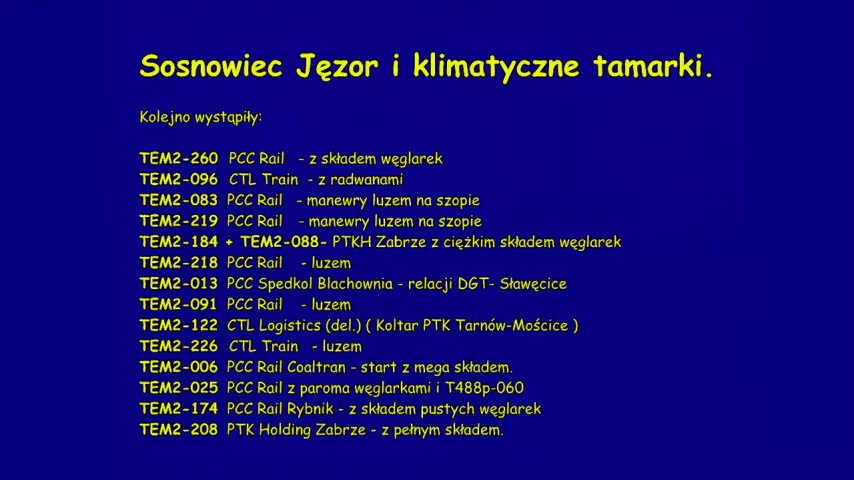 Sosnowiec Jęzor i klimatyczne tamarki.
Kolejno wystąpiły:
TEM2-260 PCC Rail - z składem węglarek
TEM2-096 CTL Train - z radwanami
TEM2-083 PCC Rail - manewry luzem na szopie
TEM2-219 PCC Rail - manewry luzem na szopie
TEM2-184 + TEM2-088- PTKH Zabrze z ciężkim składem węglarek
TEM2-218 PCC Rail - luzem
TEM2-013 PCC Spedkol Blachownia - relacji DGT- Sławęcice
TEM2-091 PCC Rail - luzem
TEM2-122 CTL Logistics (del.) ( Koltar PTK Tarnów-Mościce )
TEM2-226 CTL Train - luzem
TEM2-006 PCC Rail Coaltran - start z mega składem.
TEM2-025 PCC Rail z paroma węglarkami i T488p-060
TEM2-174 PCC Rail Rybnik - z składem pustych węglarek
TEM2-208 PTK Holding Zabrze - z pełnym składem.